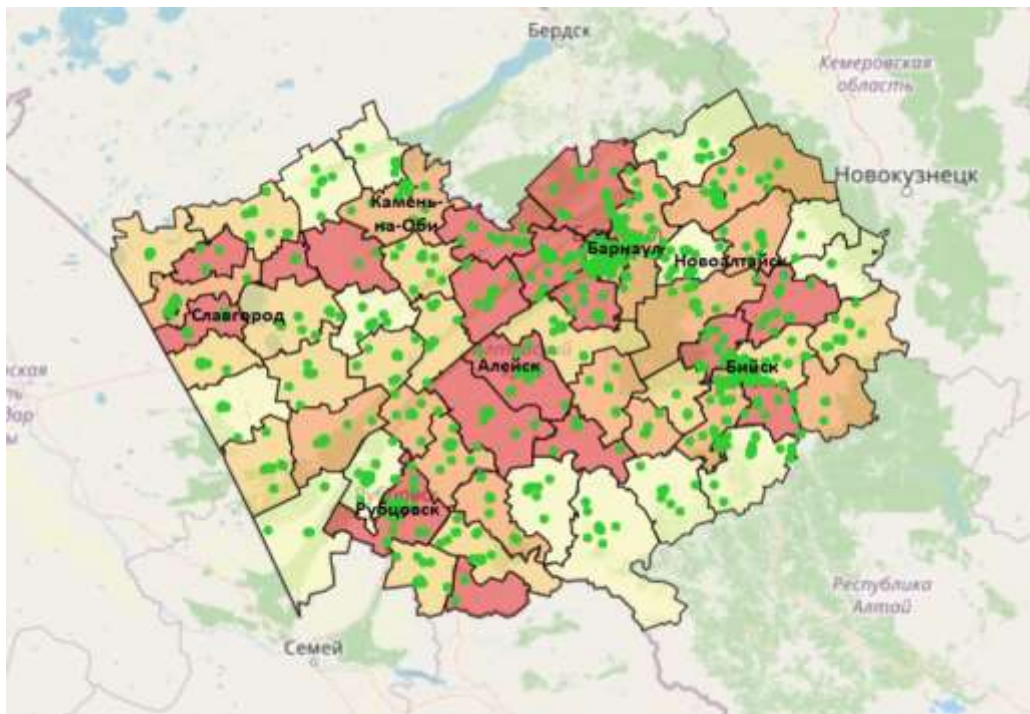 Бердск
Кемеровская
область
Новокузнецк
Камень-
на-Оби
Барнаул
Новоалтайск
Славгород
Алейск
Бийск
Рубцовск
Республика
Алтай
Семей